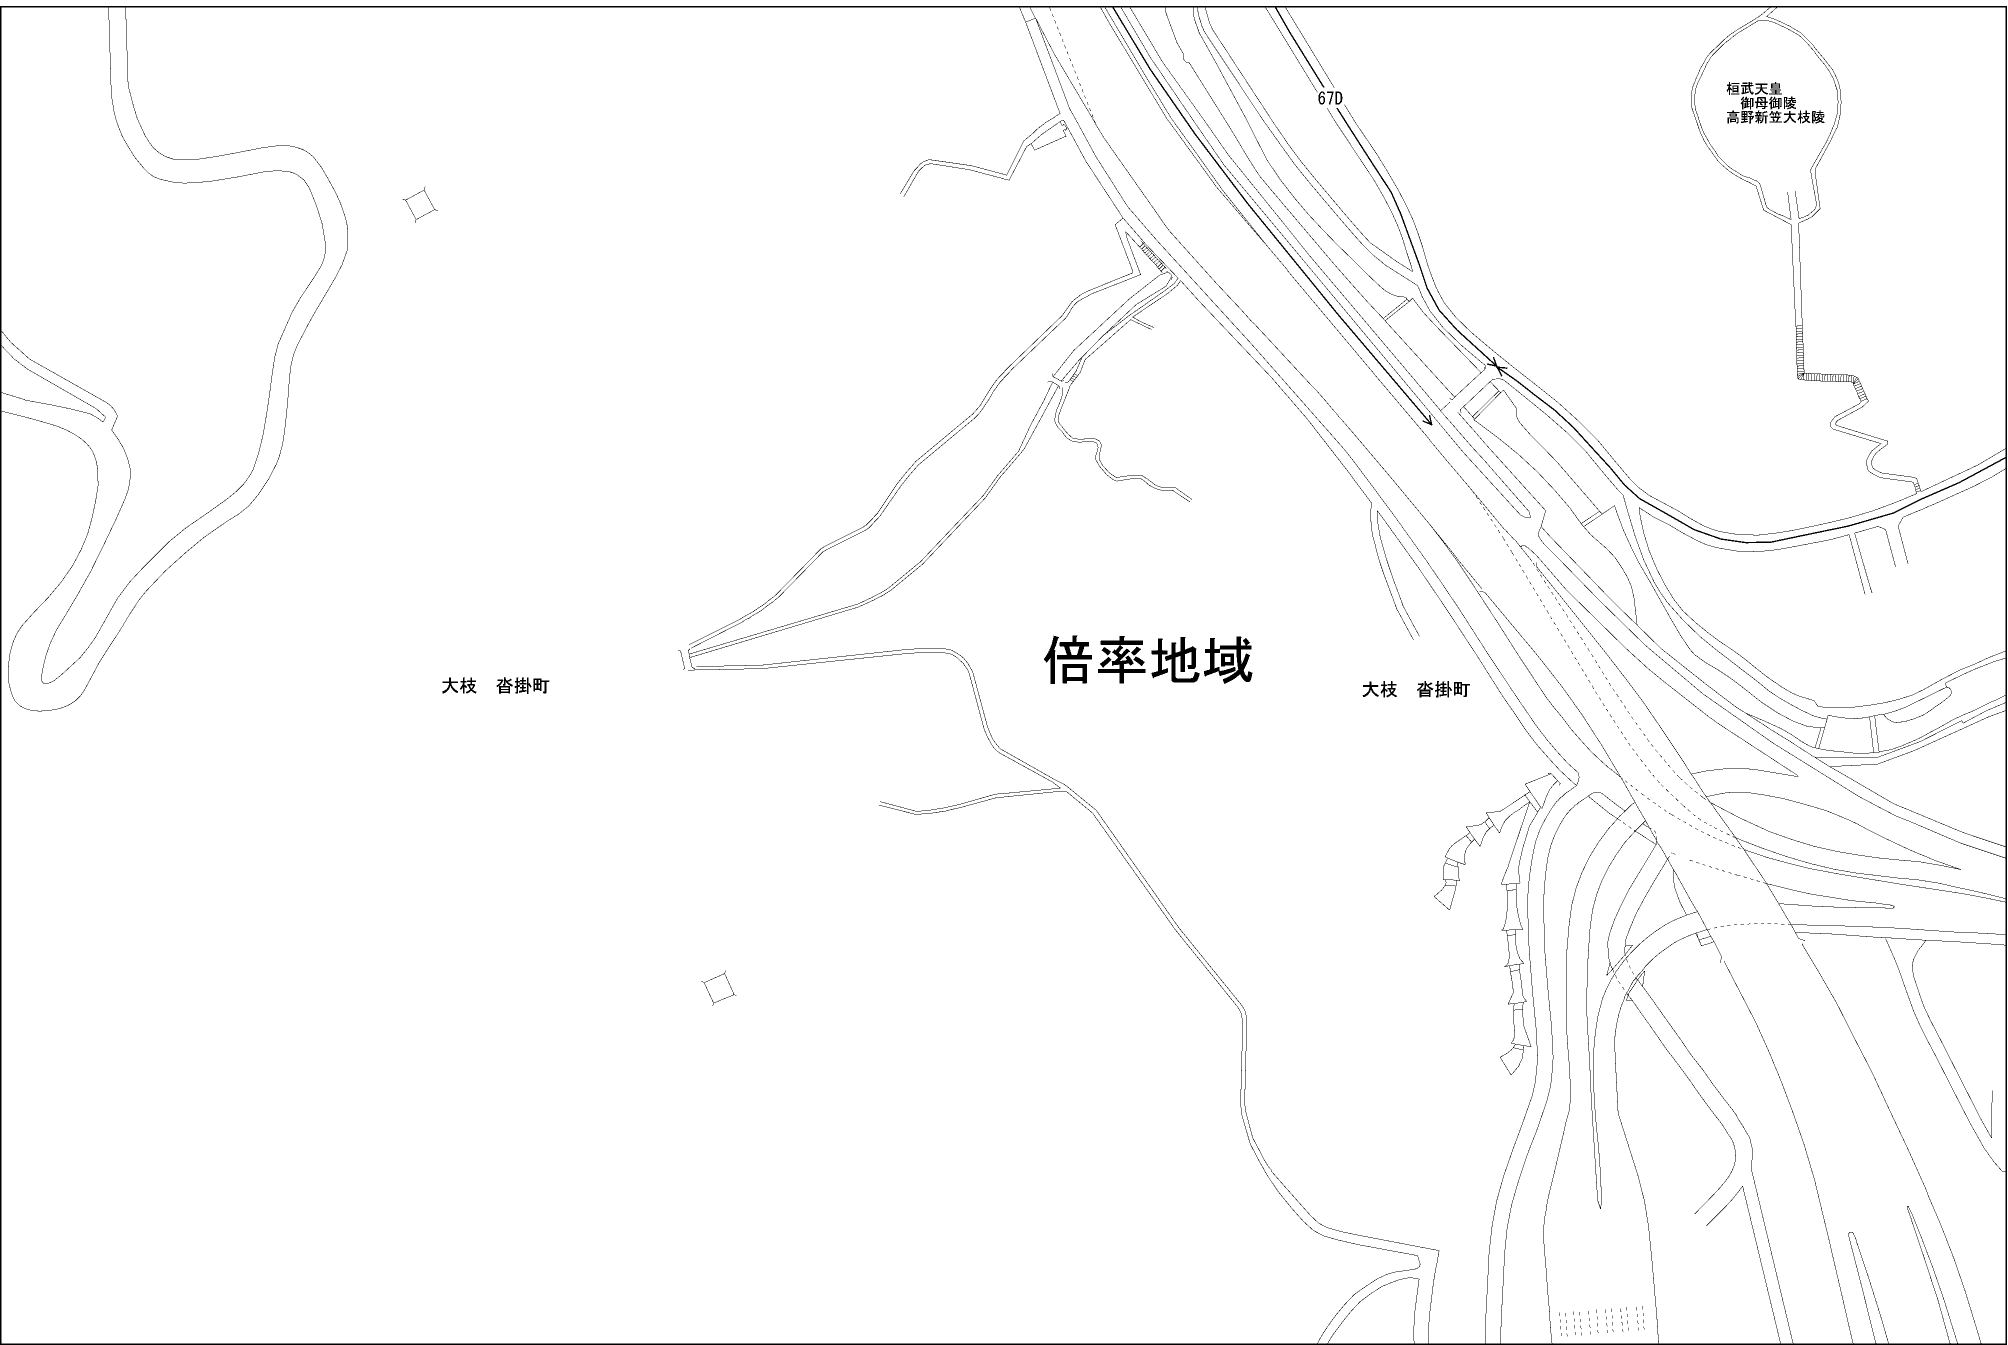 67D
桓武天皇
御母御陵
高野新笠大枝陵
倍率地域
大枝　沓掛町
大枝　沓掛町